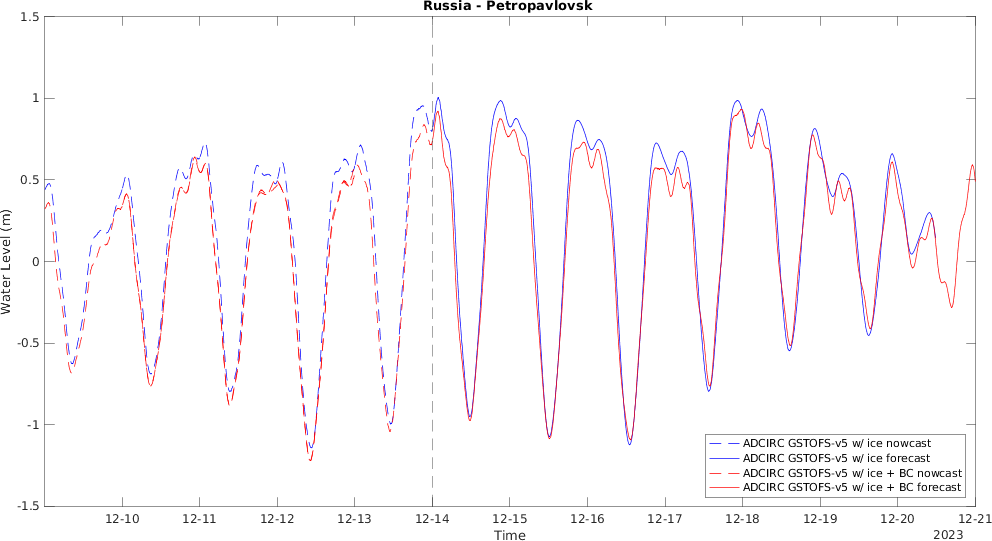 Russia - Petropavlovsk
1.5
1
0.5
0
-0.5
-1
-1.5
Water Level (m)
12-10 12-11 12-12 12-13 12-14 12-15 12-16 12-17 12-18 12-19 12-20 12-21
Time
2023
ADCIRC GSTOFS-v5 w/ ice nowcast
ADCIRC GSTOFS-v5 w/ ice forecast
ADCIRC GSTOFS-v5 w/ ice + BC nowcast
ADCIRC GSTOFS-v5 w/ ice + BC forecast